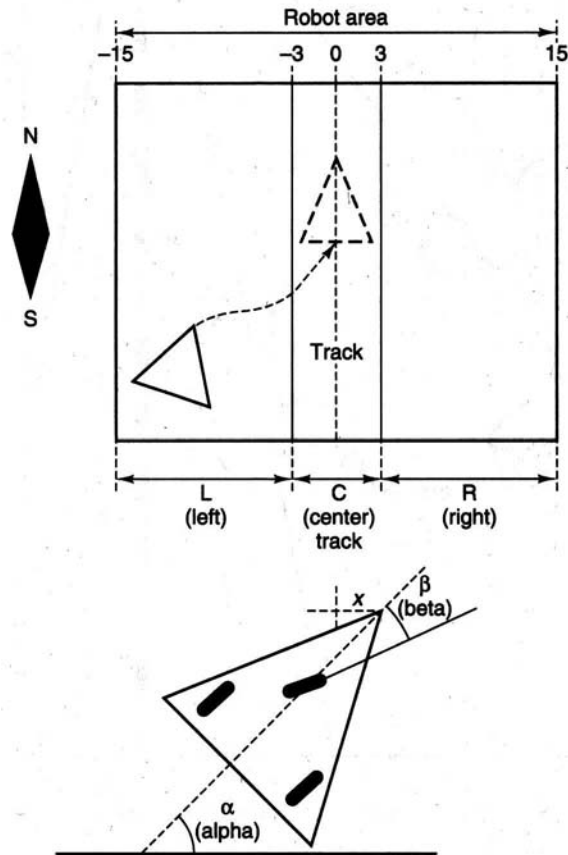 Robot area
–15 –3 0 3 15
N
S
Track
L C R
(left) (center) (right)
track
x β
(beta)
α
(alpha)